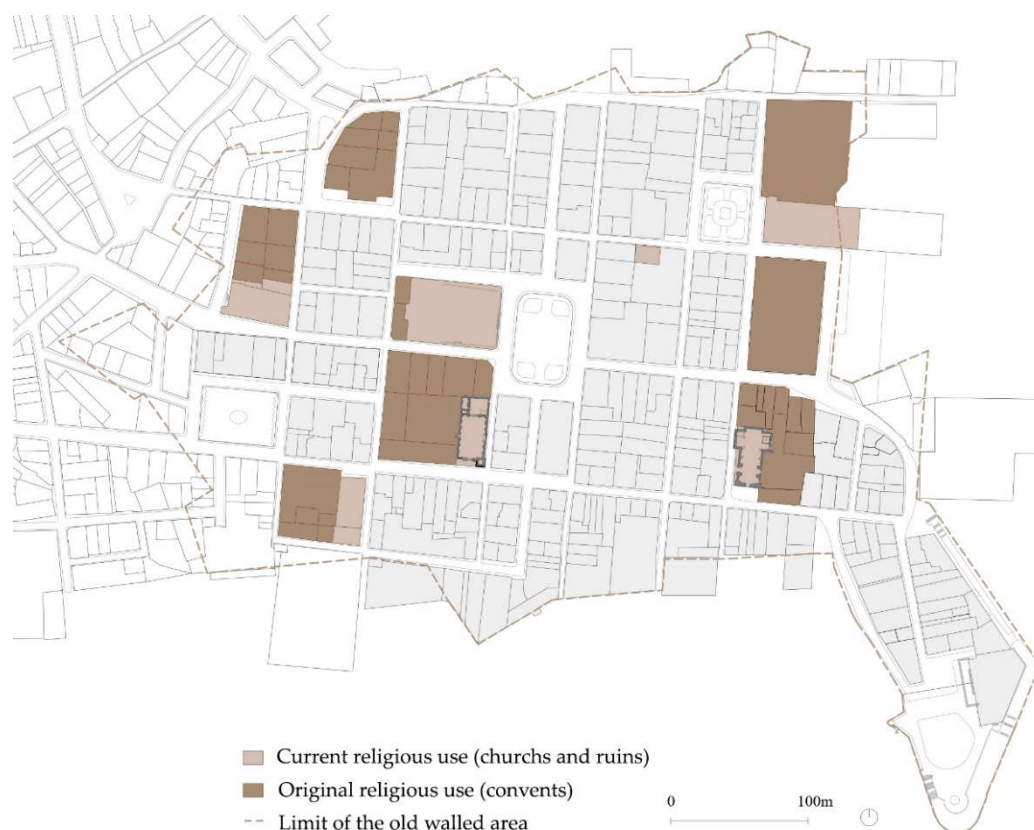 Current religious use (churchs and ruins)
Original religious use (convents)
Limit of the old walled area
0 100m